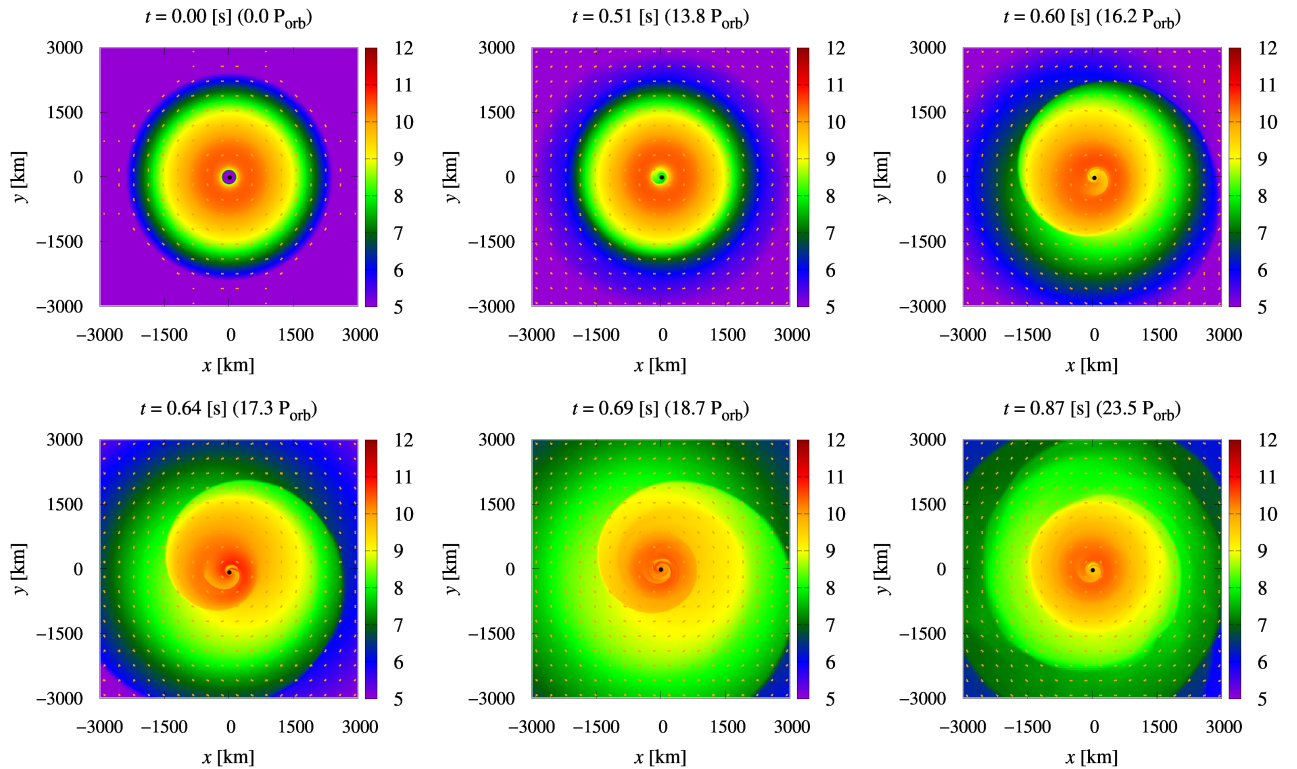 t = 0.00 [s] (0.0 P_orb) t = 0.51 [s] (13.8 P_orb) t = 0.60 [s] (16.2 P_orb)
3000 12 3000 12 3000 12
11 11 11
1500 1500 1500
10 10 10
y [km] 0 9 y [km] 0 9 y [km] 0 9
8 8 8
−1500 7 −1500 7 −1500 7
6 6 6
−3000 5 −3000 5 −3000 5
−3000 −1500 0 1500 3000 −3000 −1500 0 1500 3000 −3000 −1500 0 1500 3000
x [km] x [km] x [km]
t = 0.64 [s] (17.3 P_orb) t = 0.69 [s] (18.7 P_orb) t = 0.87 [s] (23.5 P_orb)
3000 12 3000 12 3000 12
11 11 11
1500 1500 1500
10 10 10
y [km] 0 9 y [km] 0 9 y [km] 0 9
8 8 8
−1500 7 −1500 7 −1500 7
6 6 6
−3000 5 −3000 5 −3000 5
−3000 −1500 0 1500 3000 −3000 −1500 0 1500 3000 −3000 −1500 0 1500 3000
x [km] x [km] x [km]